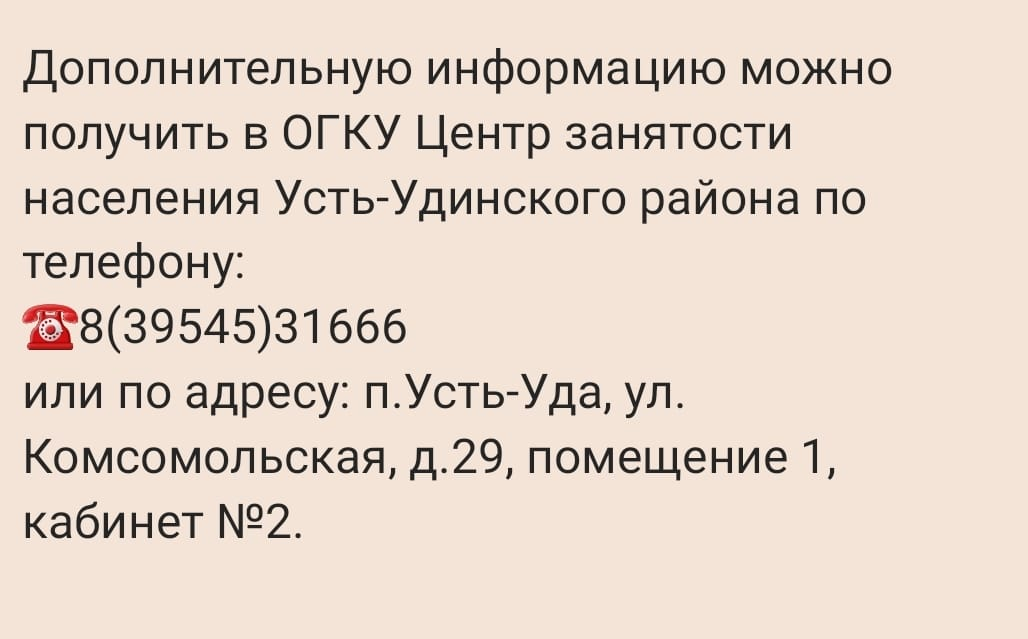 Дополнительную информацию можно
получить в ОГКУ Центр занятости
населения Усть-Удинского района по
телефону:
☎8(39545)31666
или по адресу: п.Усть-Уда, ул.
Комсомольская, д.29, помещение 1,
кабинет №2.